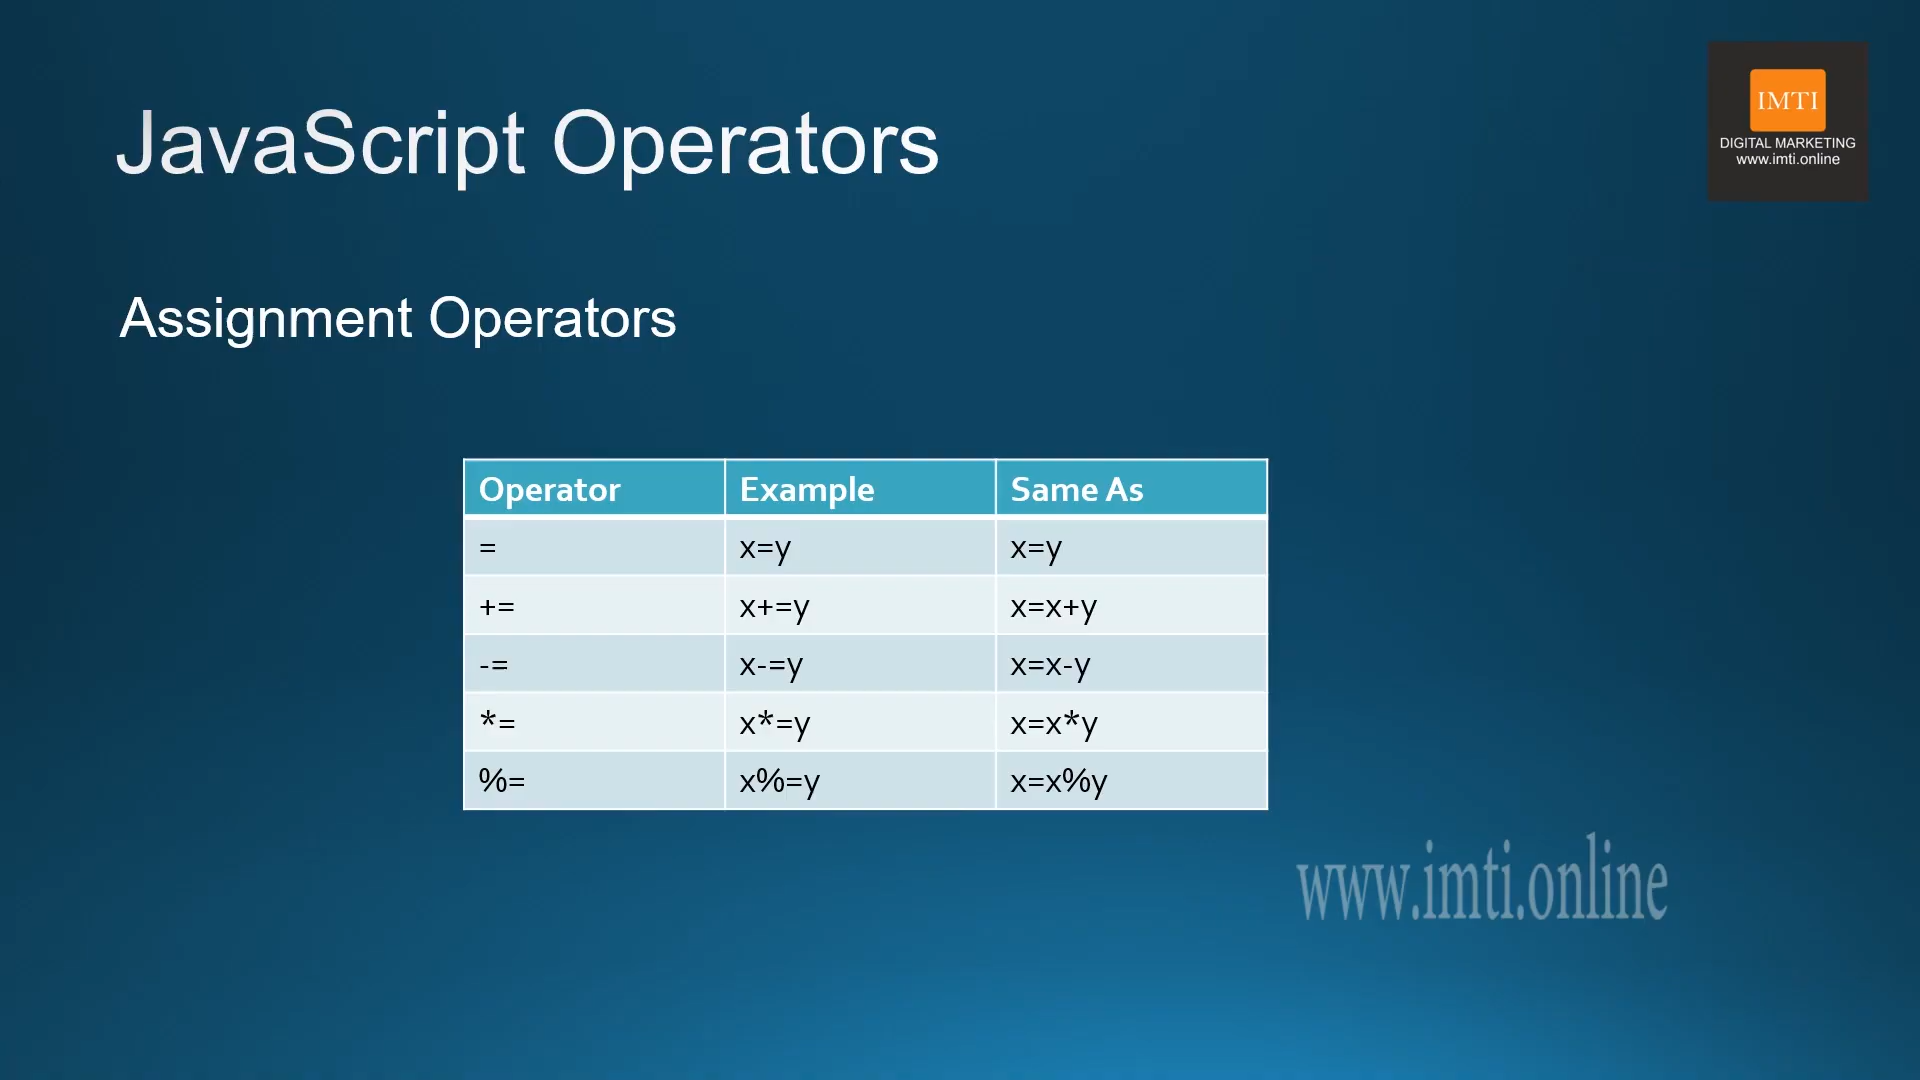 JavaScript Operators
IMTI
DIGITAL MARKETING
www.imti.online
Assignment Operators
Operator Example Same As
= x=y x=y
+= x+=y x=x+y
-= x-=y x=x-y
*= x*=y x=x*y
%= x%=y x=x%y
www.imti.online